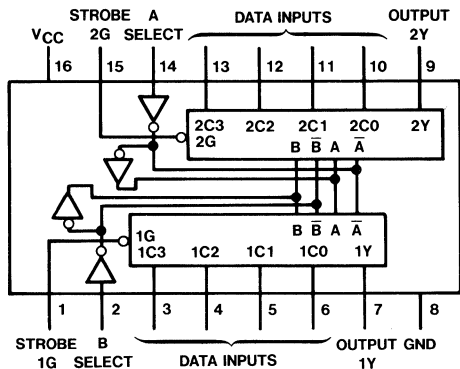 STROBE A DATA INPUTS OUTPUT
VCC 2G SELECT 2Y
16 15 14 13 12 11 10 9
2C3 2C2 2C1 2C0 2Y
2G B B̅ A A̅
1G B B̅ A A̅
1C3 1C2 1C1 1C0 1Y
1 2 3 4 5 6 7 8
STROBE B DATA INPUTS OUTPUT GND
1G SELECT 1Y